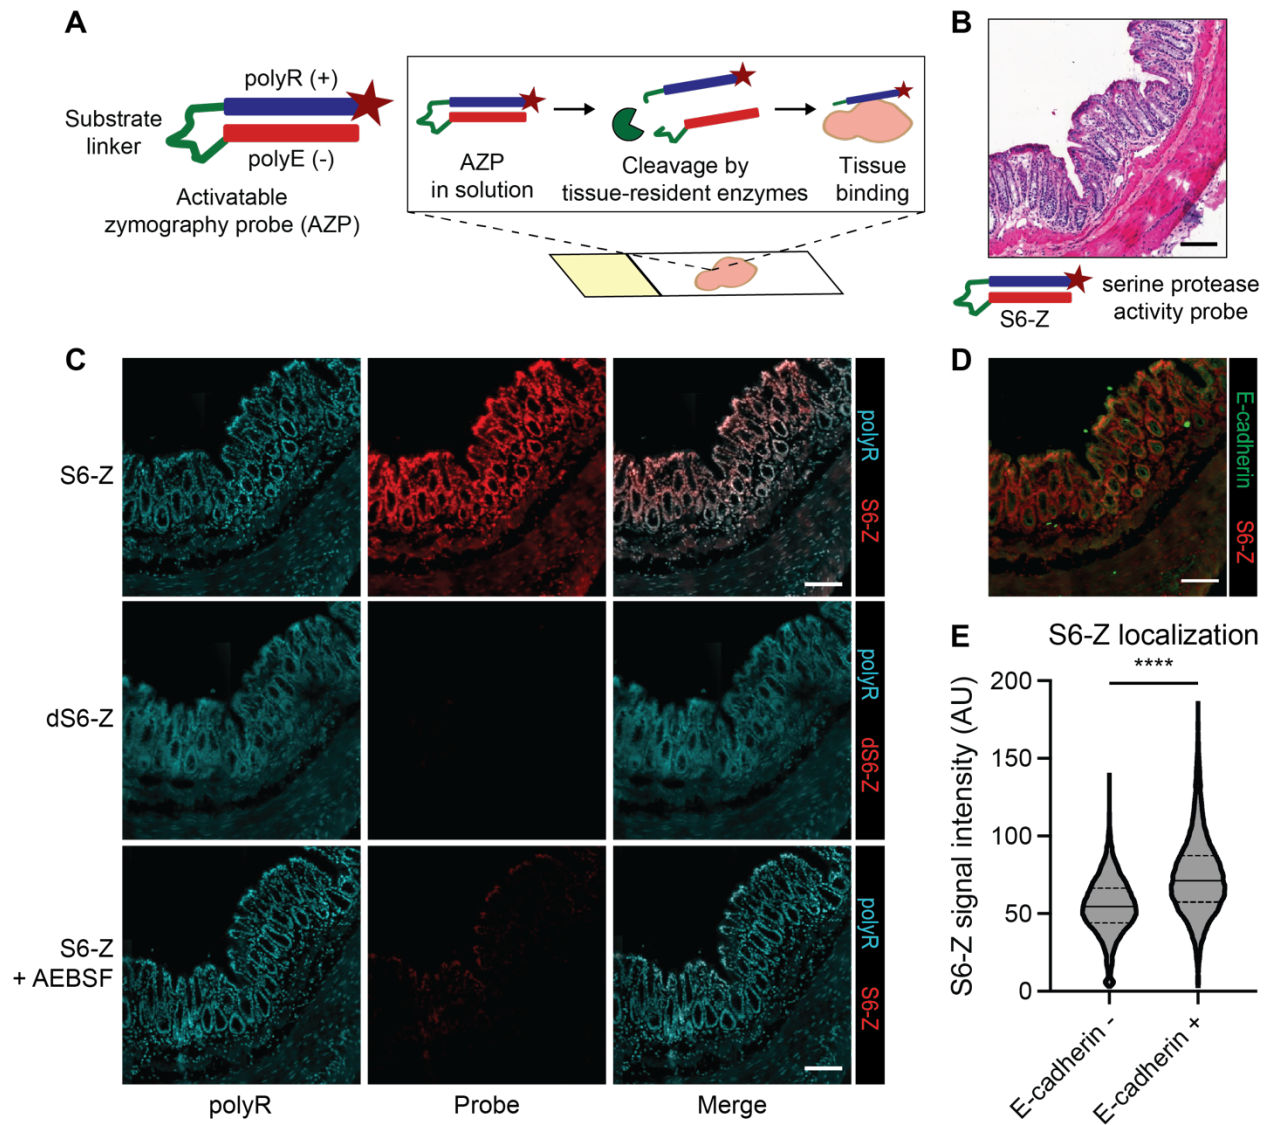 A
polyR (+)
Substrate
linker
polyE (-)
Activatable
zymography probe (AZP)
AZP
in solution
Cleavage by
tissue-resident enzymes
Tissue
binding
B
S6-Z
serine protease
activity probe
C
S6-Z
polyR S6-Z
dS6-Z
polyR dS6-Z
S6-Z
+ AEBSF
polyR S6-Z
polyR
Probe
Merge
D
E-cadherin S6-Z
E
S6-Z localization
****
S6-Z signal intensity (AU)
200
150
100
50
0
E-cadherin -
E-cadherin +